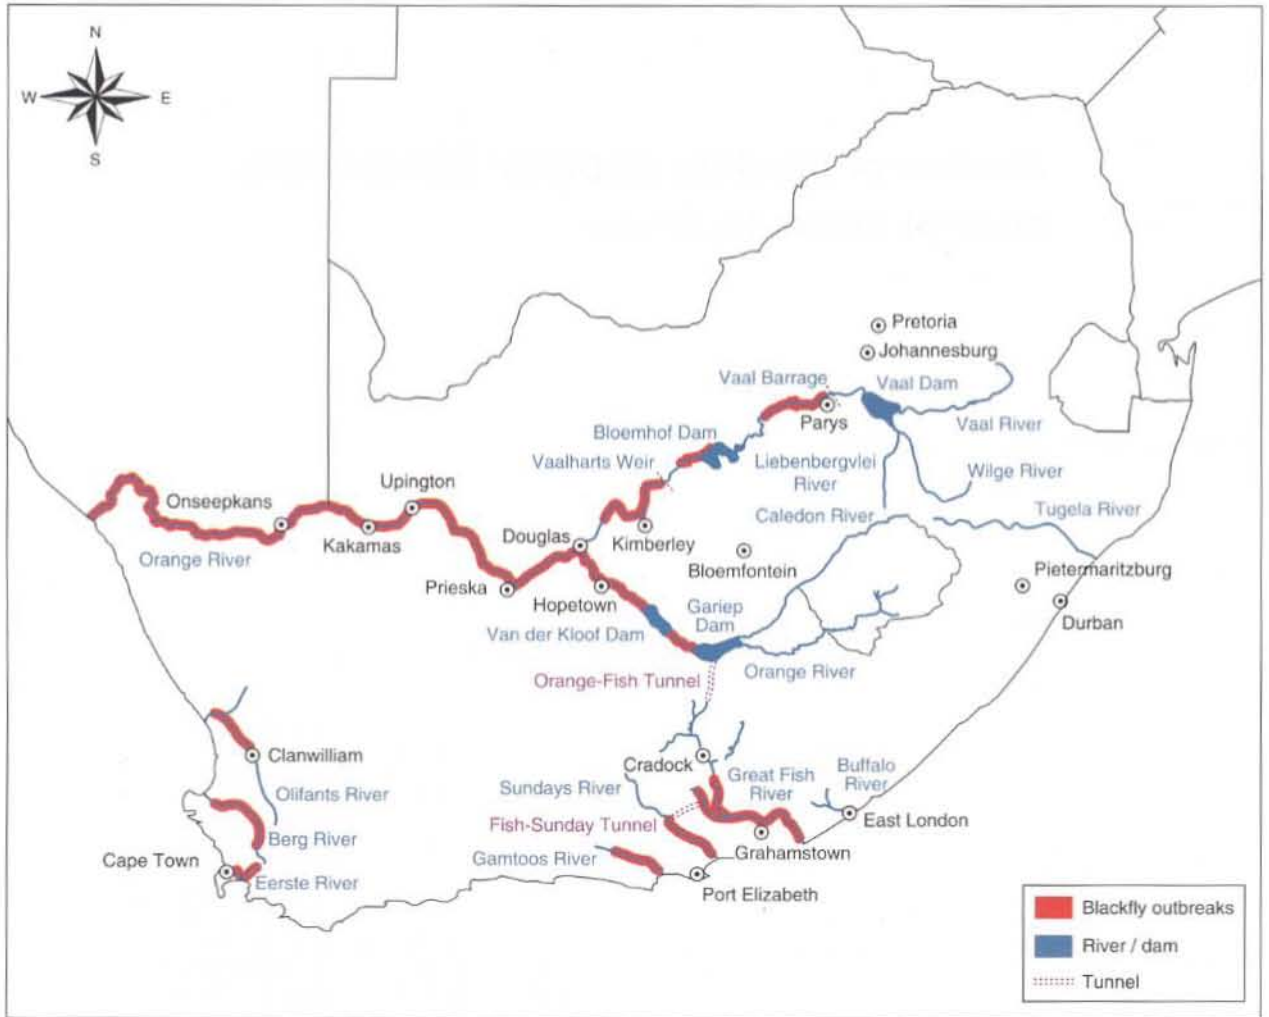 N
W
E
S
Pretoria
Johannesburg
Vaal Barrage
Vaal Dam
Parys
Vaal River
Bloemhof Dam
Vaalharts Weir
Liebenbergvlei
River
Wilge River
Upington
Onseepkans
Caledon River
Tugela River
Douglas
Kimberley
Kakamas
Orange River
Bloemfontein
Pietermaritzburg
Prieska
Hopetown
Gariep
Dam
Durban
Van der Kloof Dam
Orange River
Orange-Fish Tunnel
Clanwilliam
Cradock
Sundays River
Great Fish
River
Buffalo
River
Olifants River
Fish-Sunday Tunnel
East London
Berg River
Cape Town
Gamtoos River
Grahamstown
Eerste River
Port Elizabeth
Blackfly outbreaks
River / dam
Tunnel